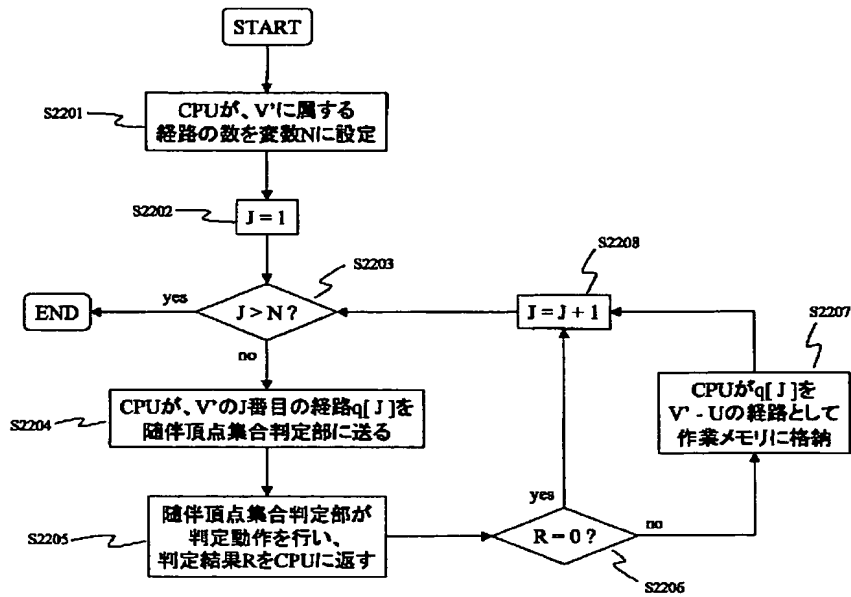 START
S2201
CPUが、V'に属する
経路の数を変数Nに設定
S2202
J = 1
S2203
J > N ?
yes
END
no
S2204
CPUが、V'のJ番目の経路q[ J ]を
随伴頂点集合判定部に送る
S2205
随伴頂点集合判定部が
判定動作を行い、
判定結果RをCPUに返す
R = 0 ?
S2206
yes
no
S2207
CPUがq[ J ]を
V' - Uの経路として
作業メモリに格納
S2208
J = J + 1